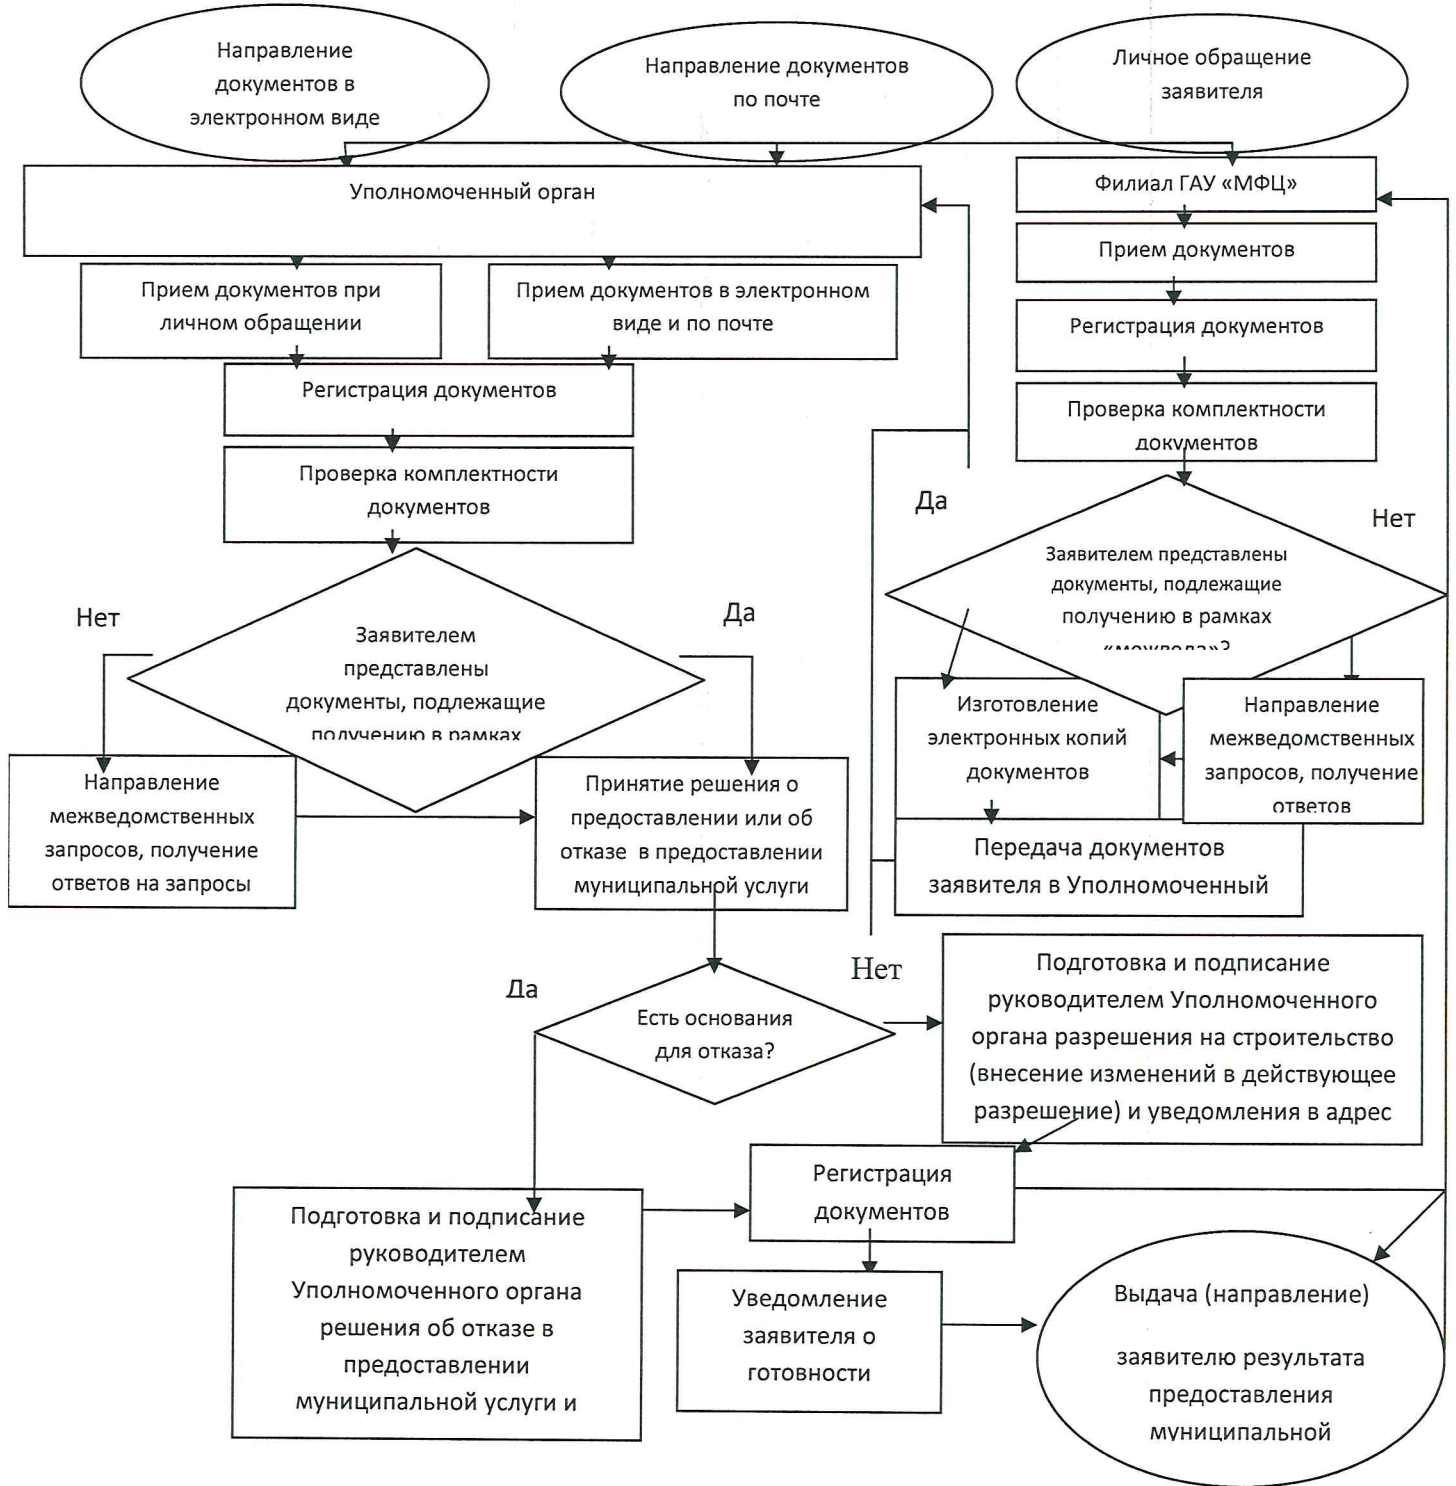 Направление
документов в
электронном виде
Направление документов
по почте
Личное обращение
заявителя
Уполномоченный орган
Филиал ГАУ «МФЦ»
Прием документов
Прием документов при
личном обращении
Прием документов в электронном
виде и по почте
Регистрация документов
Регистрация документов
Проверка комплектности
документов
Проверка комплектности
документов
Да
Нет
Заявителем представлены
документы, подлежащие
получению в рамках
«межведа»?
Нет
Да
Заявителем
представлены
документы, подлежащие
получению в рамках
Изготовление
электронных копий
документов
Направление
межведомственных
запросов, получение
ответов
Направление
межведомственных
запросов, получение
ответов на запросы
Принятие решения о
предоставлении или об
отказе в предоставлении
муниципальной услуги
Передача документов
заявителя в Уполномоченный
Да
Нет
Есть основания
для отказа?
Подготовка и подписание
руководителем Уполномоченного
органа разрешения на строительство
(внесение изменений в действующее
разрешение) и уведомления в адрес
Регистрация
документов
Подготовка и подписание
руководителем
Уполномоченного органа
решения об отказе в
предоставлении
муниципальной услуги и
Уведомление
заявителя о
готовности
Выдача (направление)
заявителю результата
предоставления
муниципальной